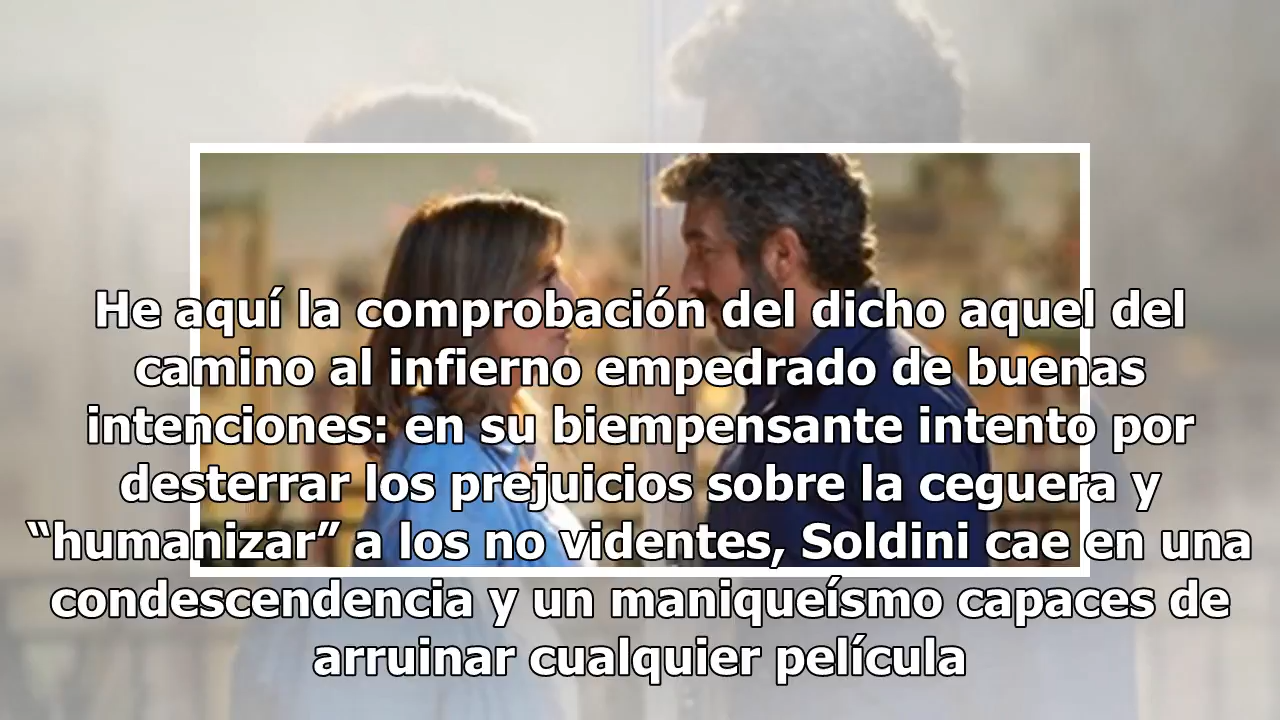 He aquí la comprobación del dicho aquel del
camino al infierno empedrado de buenas
intenciones: en su biempensante intento por
desterrar los prejuicios sobre la ceguera y
“humanizar” a los no videntes, Soldini cae en una
condescendencia y un maniqueísmo capaces de
arruinar cualquier película